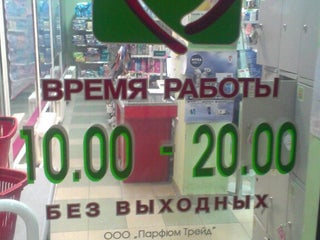 ВРЕМЯ РАБОТЫ
10.00 - 20.00
БЕЗ ВЫХОДНЫХ
ООО „Парфюм Трейд"